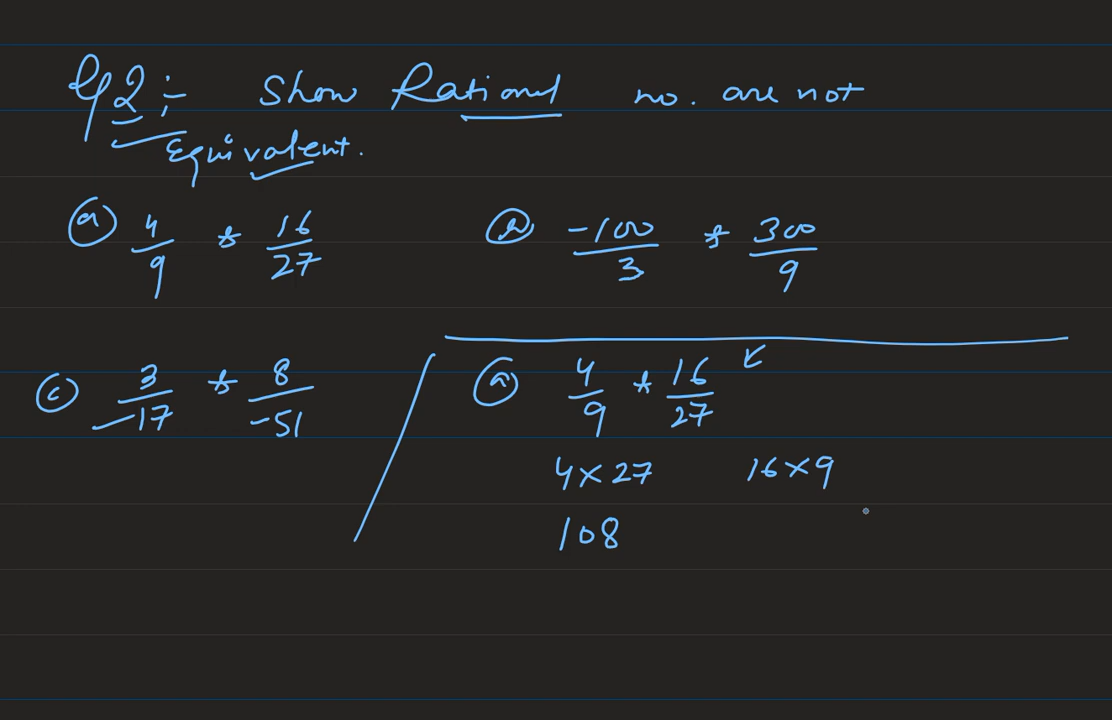 Q2:- Show Rational no. are not
Equivalent.
(a) 4/9 & 16/27 (b) -100/3 & 300/9
(c) 3/-17 & 8/-51
(a) 4/9 & 16/27
4×27 16×9
108